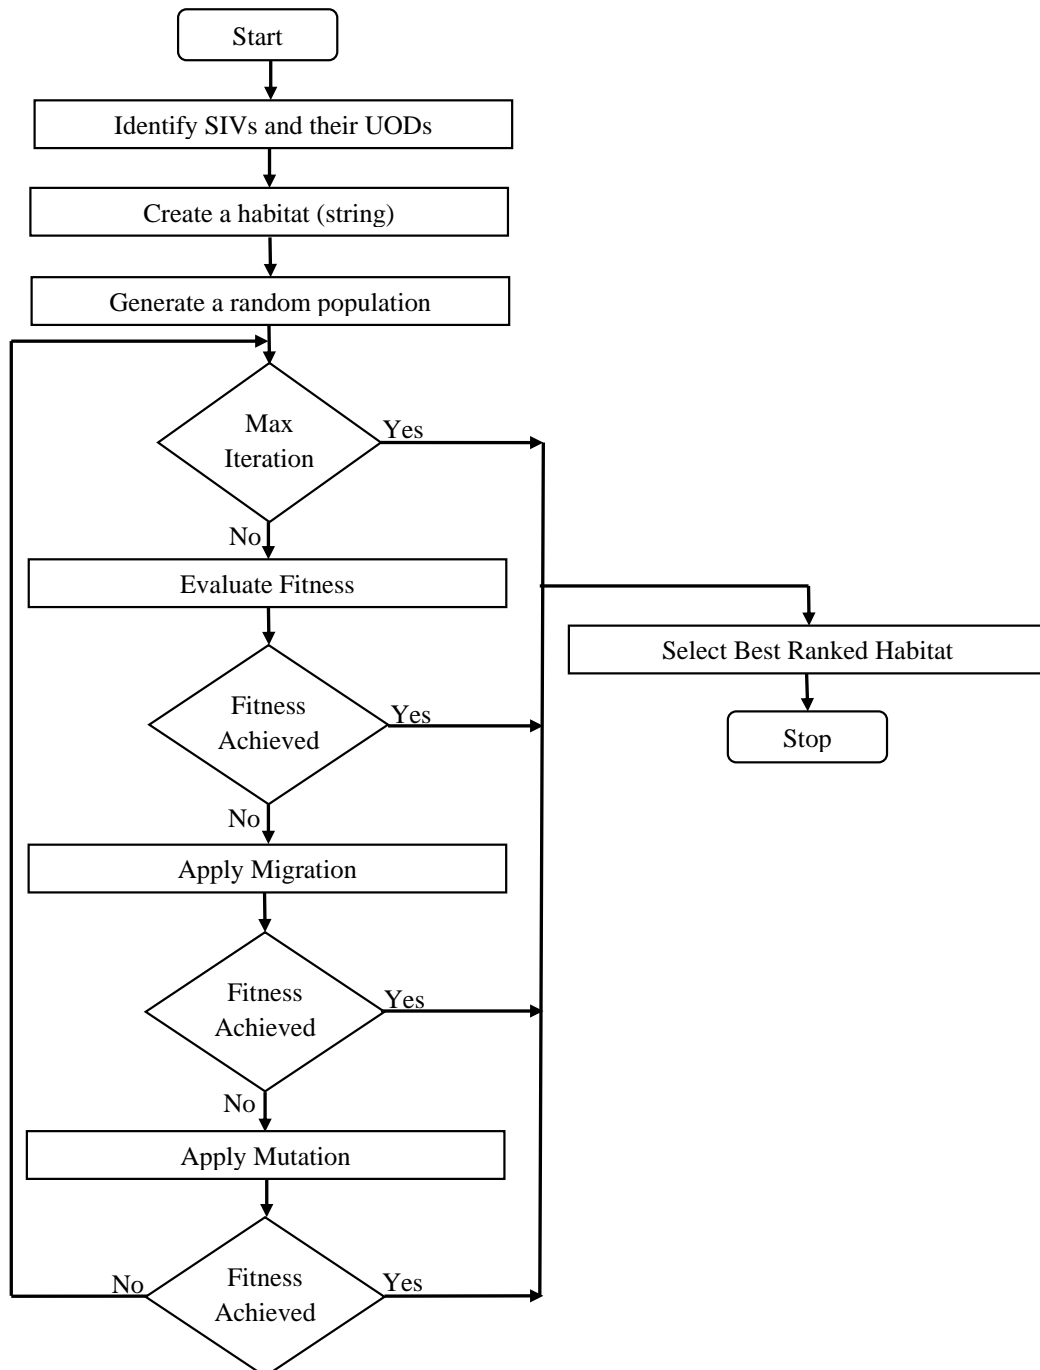 Start
Identify SIVs and their UODs
Create a habitat (string)
Generate a random population
Max
Iteration
Yes
No
Evaluate Fitness
Select Best Ranked Habitat
Fitness
Achieved
Yes
Stop
No
Apply Migration
Fitness
Achieved
Yes
No
Apply Mutation
No
Fitness
Achieved
Yes